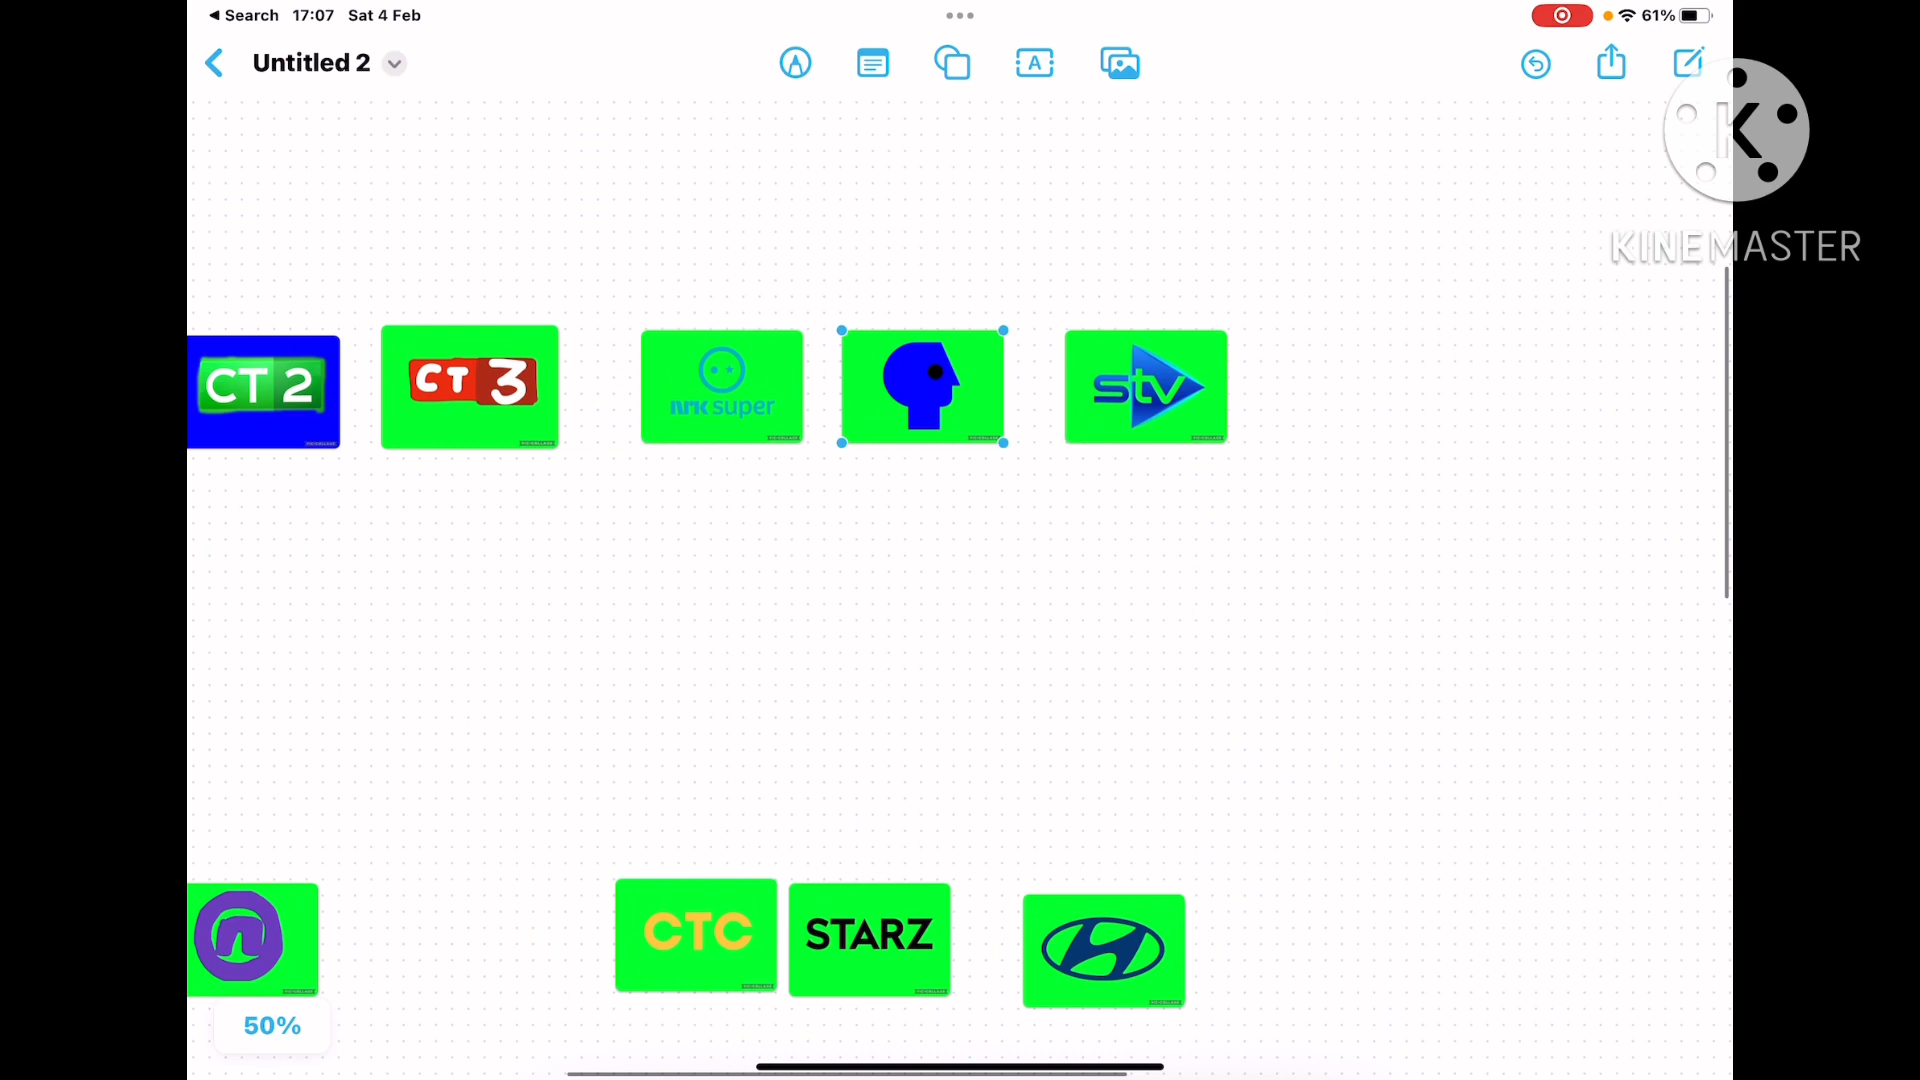 Search 17:07 Sat 4 Feb
61%
Untitled 2
A
K
KINEMASTER
CT 2
CT 3
nrk super
stv
n
CTC
STARZ
50%